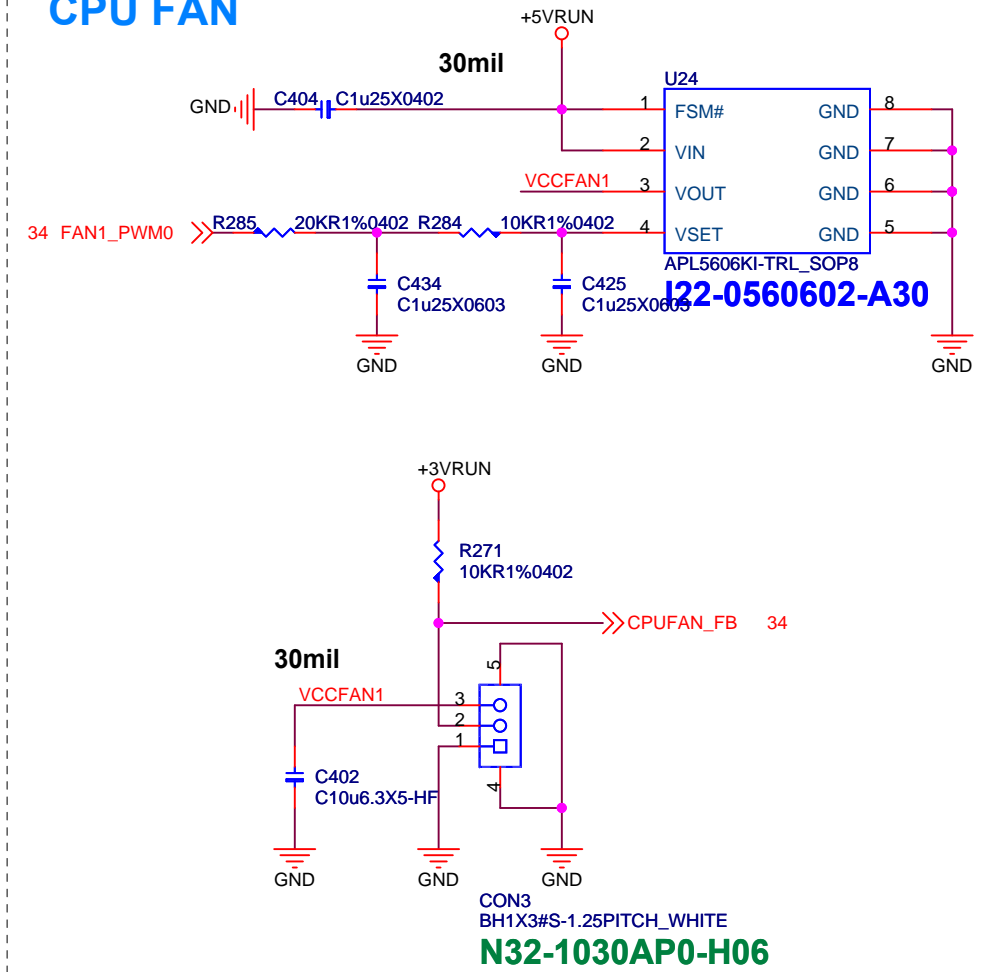 CPU FAN
+5VRUN
30mil
U24
GND C404 C1u25X0402 1 FSM# GND 8
2 VIN GND 7
VCCFAN1 3 VOUT GND 6
34 FAN1_PWM0 R285 20KR1%0402 R284 10KR1%0402 4 VSET GND 5
APL5606KI-TRL_SOP8
C434 C425 I22-0560602-A30
C1u25X0603 C1u25X0603
GND GND GND
+3VRUN
R271
10KR1%0402
CPUFAN_FB 34
30mil
5
VCCFAN1 3
2
1
C402 4
C10u6.3X5-HF
GND GND GND
CON3
BH1X3#S-1.25PITCH_WHITE
N32-1030AP0-H06